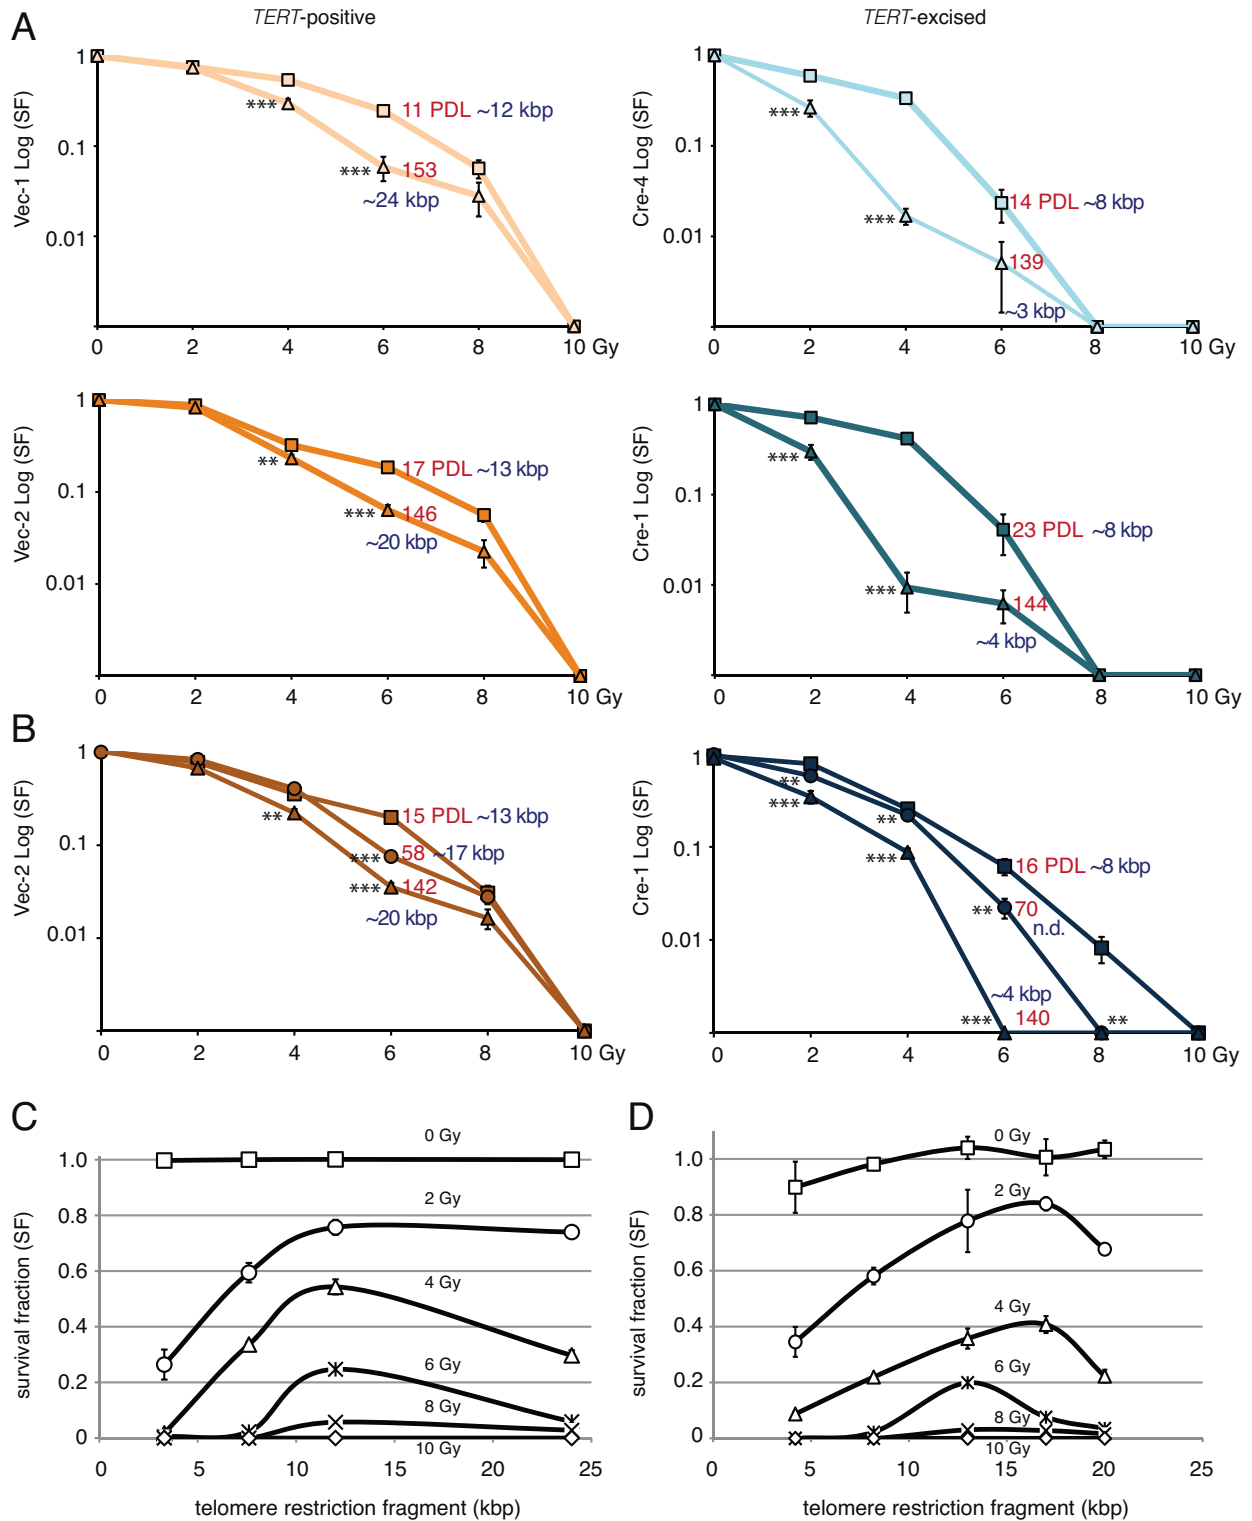 A
TERT-positive
TERT-excised
Vec-1 Log (SF)
1
0.1
0.01
***
***
11 PDL ~12 kbp
153
~24 kbp
0 2 4 6 8 10 Gy
Cre-4 Log (SF)
1
0.1
0.01
***
***
14 PDL ~8 kbp
139
~3 kbp
0 2 4 6 8 10 Gy
Vec-2 Log (SF)
1
0.1
0.01
**
***
17 PDL ~13 kbp
146
~20 kbp
0 2 4 6 8 10 Gy
Cre-1 Log (SF)
1
0.1
0.01
***
***
23 PDL ~8 kbp
144
~4 kbp
0 2 4 6 8 10 Gy
B
Vec-2 Log (SF)
1
0.1
0.01
**
15 PDL ~13 kbp
*** 58 ~17 kbp
*** 142
~20 kbp
0 2 4 6 8 10 Gy
Cre-1 Log (SF)
1
0.1
0.01
**
***
**
***
16 PDL ~8 kbp
** 70
n.d.
~4 kbp
*** 140
**
0 2 4 6 8 10 Gy
C
survival fraction (SF)
1.0
0.8
0.6
0.4
0.2
0
0 Gy
2 Gy
4 Gy
6 Gy
8 Gy
10 Gy
0 5 10 15 20 25
telomere restriction fragment (kbp)
D
survival fraction (SF)
1.0
0.8
0.6
0.4
0.2
0
0 Gy
2 Gy
4 Gy
6 Gy
8 Gy
10 Gy
0 5 10 15 20 25
telomere restriction fragment (kbp)